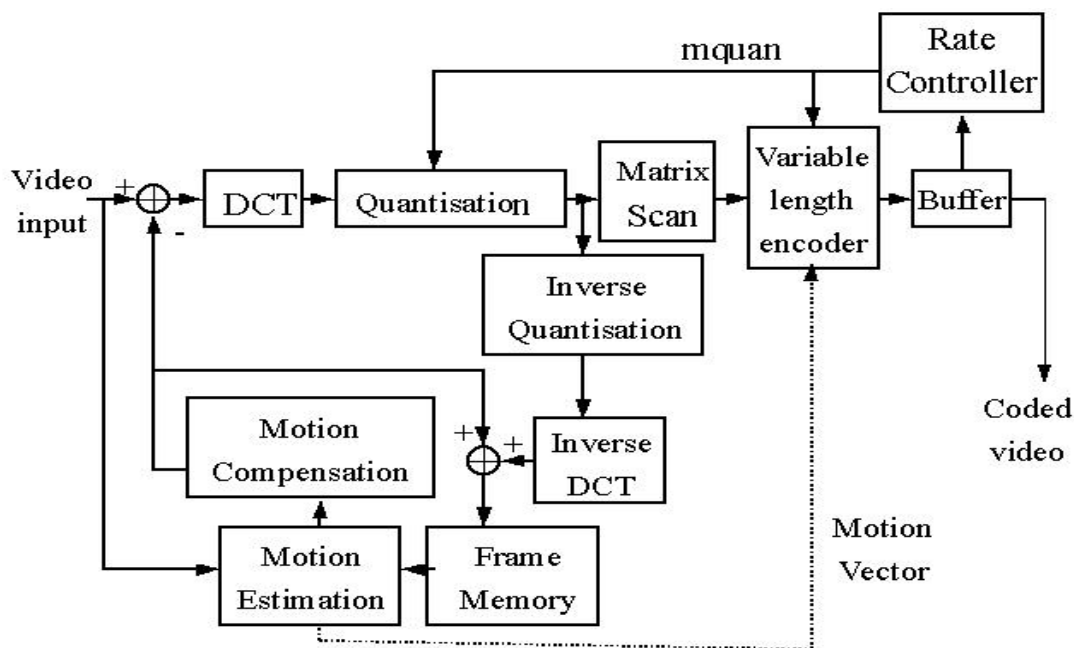 mquan
Rate
Controller
Video
input
+
-
DCT
Quantisation
Matrix
Scan
Variable
length
encoder
Buffer
Inverse
Quantisation
Motion
Compensation
+
+
Inverse
DCT
Coded
video
Motion
Estimation
Frame
Memory
Motion
Vector